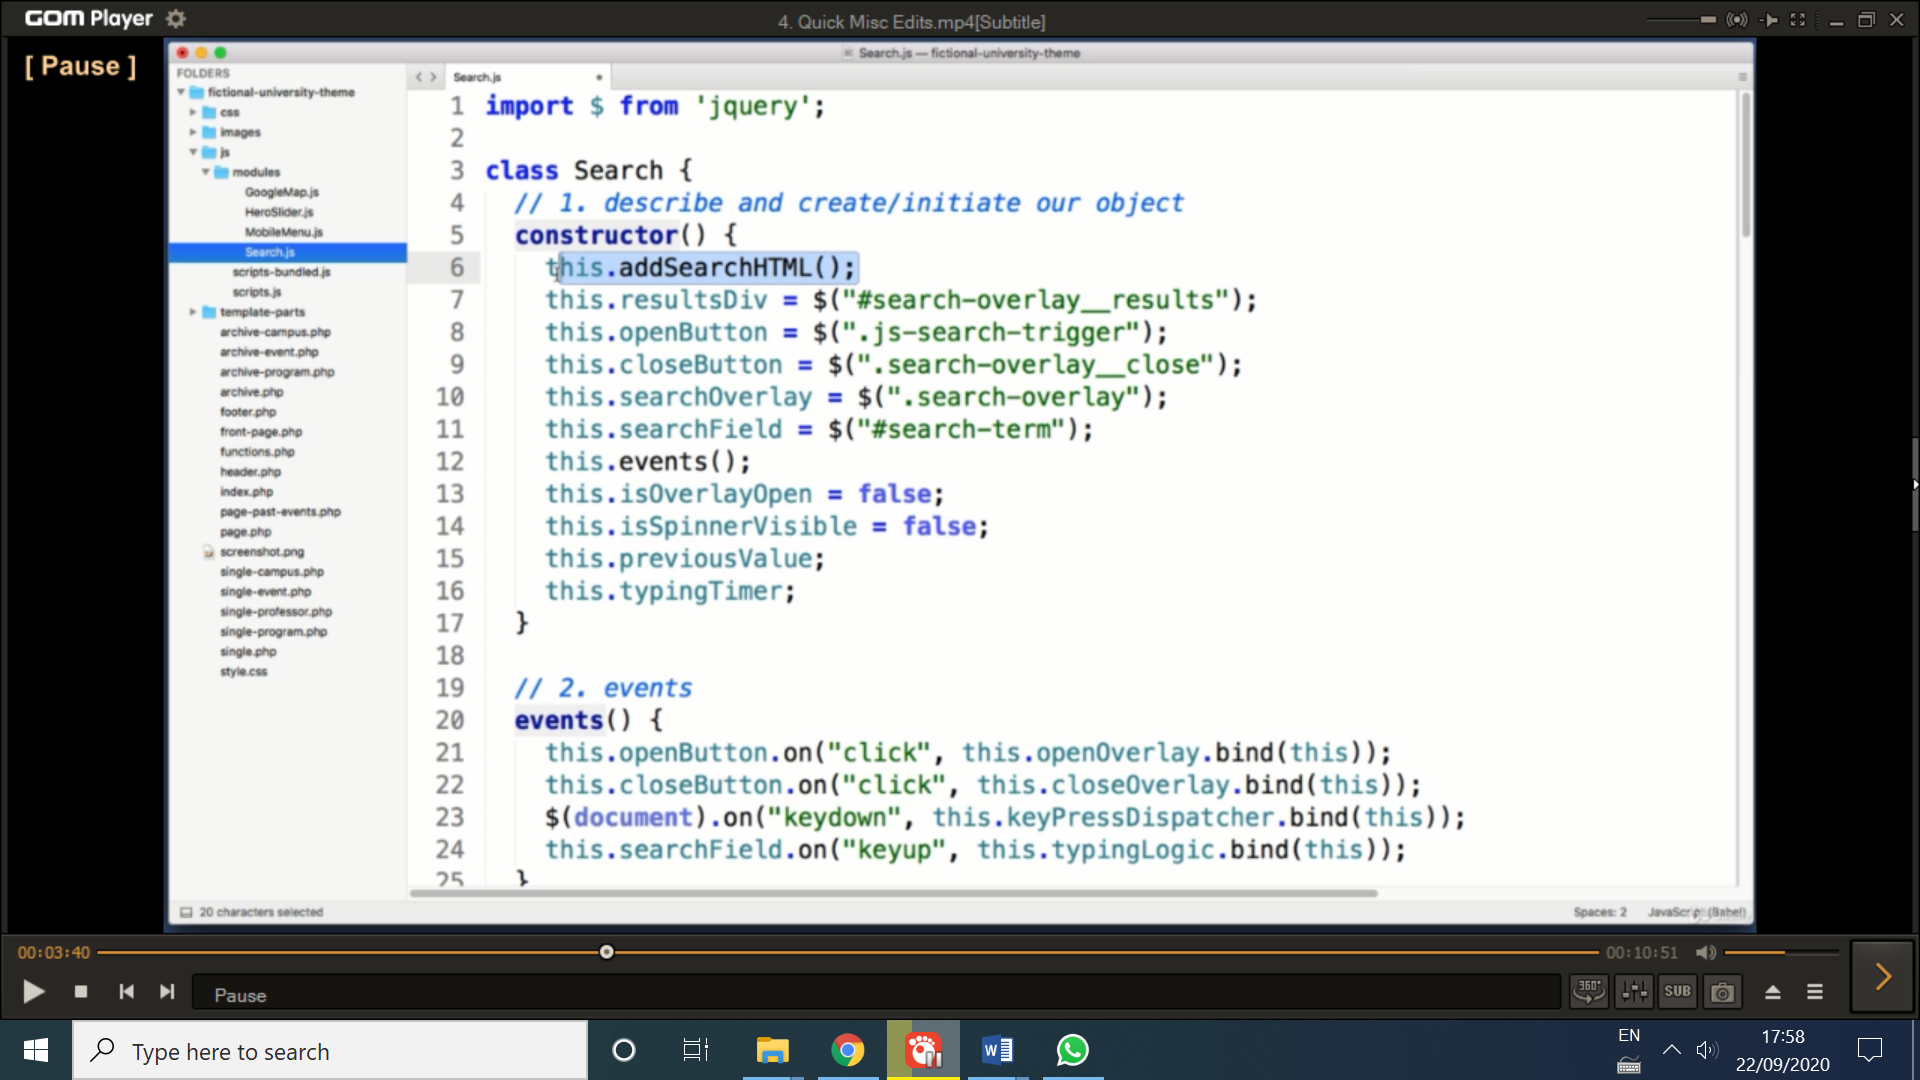 GOM Player
4. Quick Misc Edits.mp4[Subtitle]
[ Pause ]
Search.js — fictional-university-theme
FOLDERS
fictional-university-theme
css
images
js
modules
GoogleMap.js
HeroSlider.js
MobileMenu.js
Search.js
scripts-bundled.js
scripts.js
template-parts
archive-campus.php
archive-event.php
archive-program.php
archive.php
footer.php
front-page.php
functions.php
header.php
index.php
page-past-events.php
page.php
screenshot.png
single-campus.php
single-event.php
single-professor.php
single-program.php
single.php
style.css
Search.js
1 import $ from 'jquery';
2
3 class Search {
4 // 1. describe and create/initiate our object
5 constructor() {
6 this.addSearchHTML();
7 this.resultsDiv = $("#search-overlay__results");
8 this.openButton = $(".js-search-trigger");
9 this.closeButton = $(".search-overlay__close");
10 this.searchOverlay = $(".search-overlay");
11 this.searchField = $("#search-term");
12 this.events();
13 this.isOverlayOpen = false;
14 this.isSpinnerVisible = false;
15 this.previousValue;
16 this.typingTimer;
17 }
18
19 // 2. events
20 events() {
21 this.openButton.on("click", this.openOverlay.bind(this));
22 this.closeButton.on("click", this.closeOverlay.bind(this));
23 $(document).on("keydown", this.keyPressDispatcher.bind(this));
24 this.searchField.on("keyup", this.typingLogic.bind(this));
25 }
20 characters selected
Spaces: 2
JavaScript (Babel)
00:03:40
00:10:51
Pause
360°
SUB
Type here to search
EN
17:58
22/09/2020